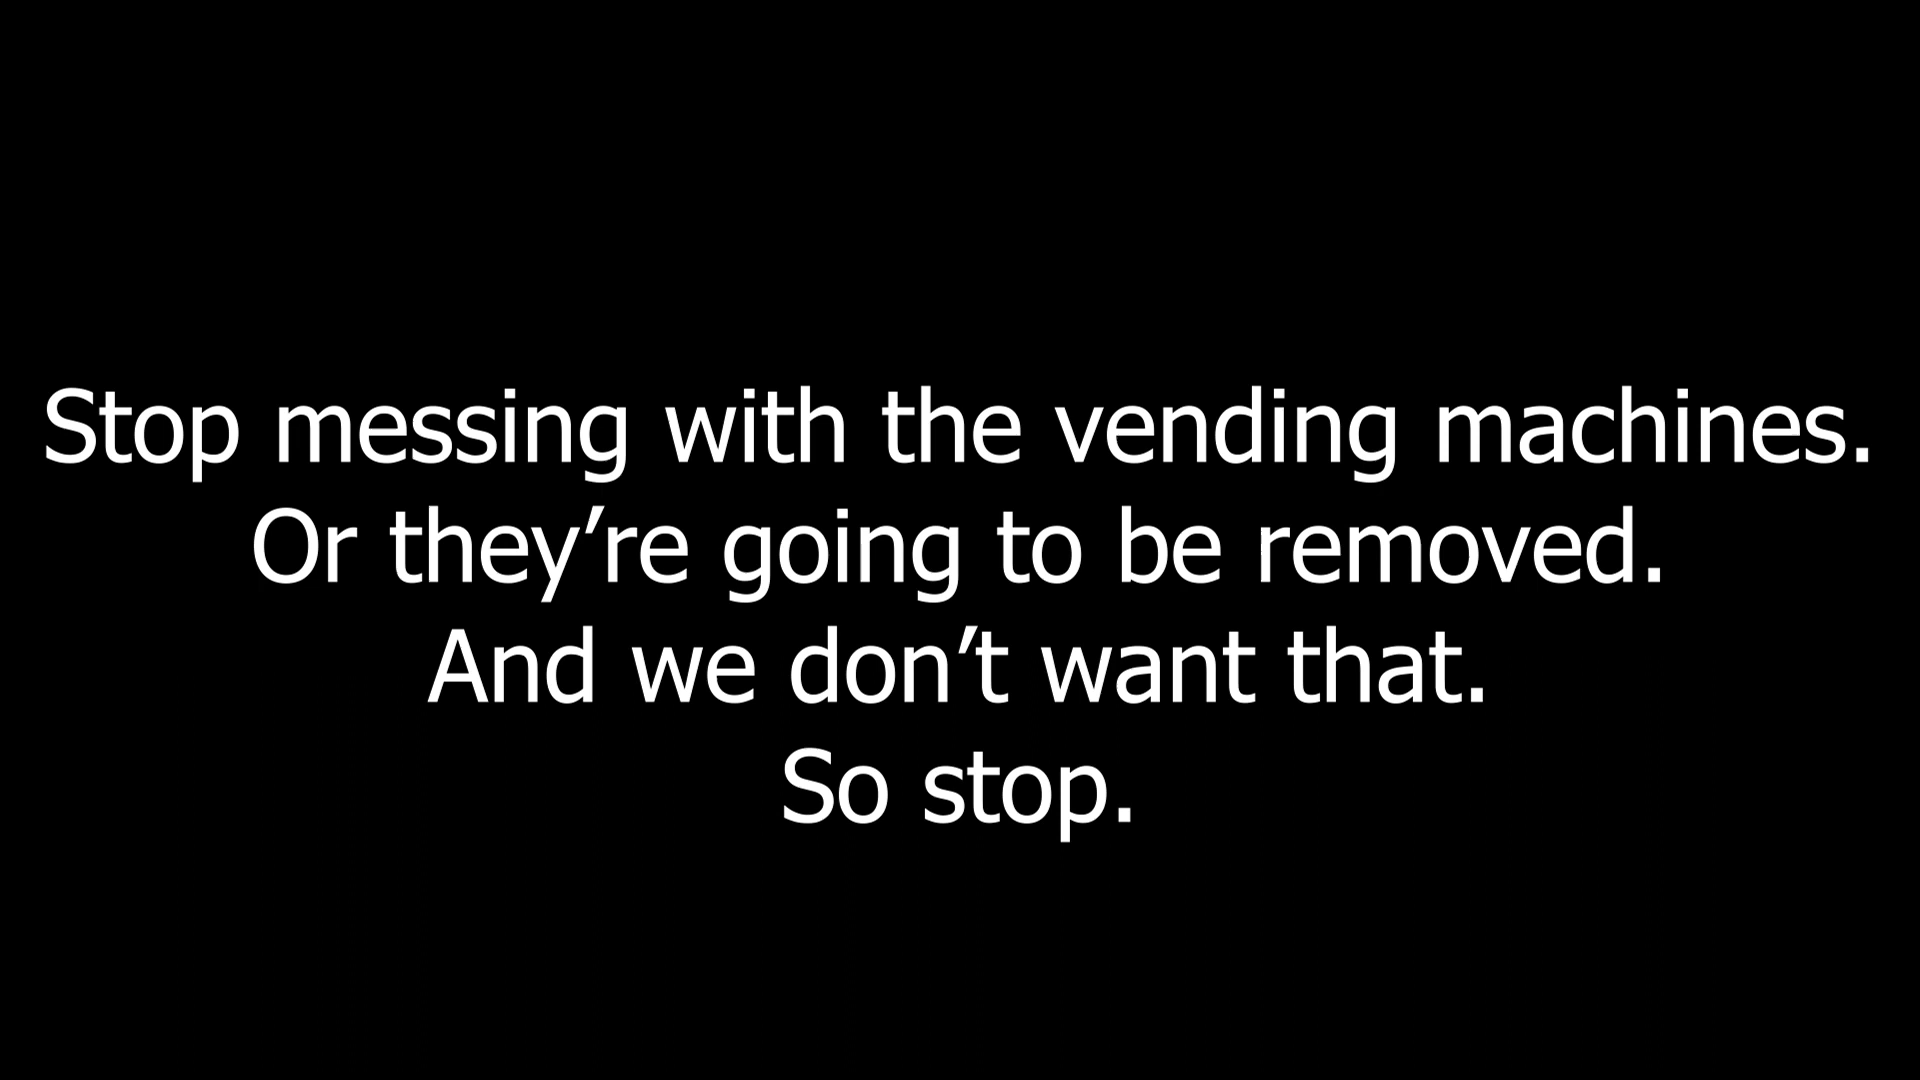 Stop messing with the vending machines.
Or they’re going to be removed.
And we don’t want that.
So stop.